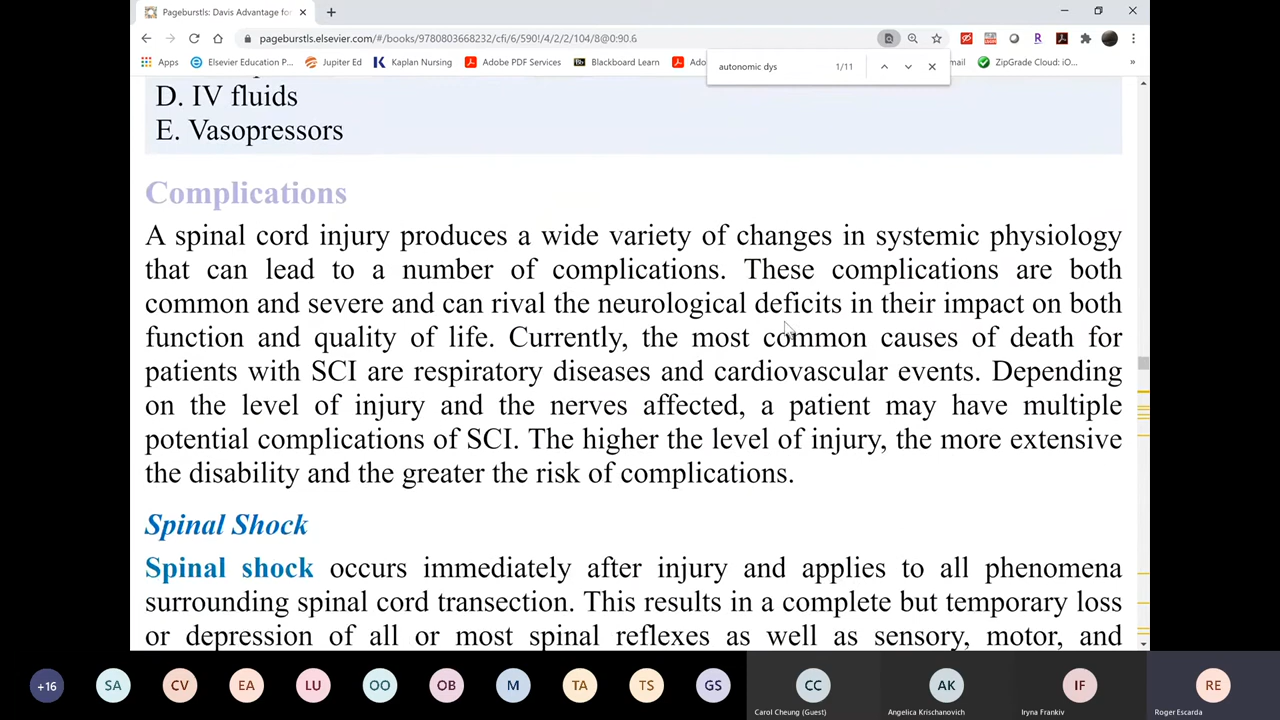 Pageburstls: Davis Advantage for
pageburstls.elsevier.com/#/books/9780803668232/cfi/6/590!/4/2/2/104/8@0:90.6
Apps Elsevier Education P... Jupiter Ed Kaplan Nursing Adobe PDF Services Blackboard Learn Ado mail ZipGrade Cloud: iO... »
autonomic dys 1/11
D. IV fluids
E. Vasopressors
Complications
A spinal cord injury produces a wide variety of changes in systemic physiology
that can lead to a number of complications. These complications are both
common and severe and can rival the neurological deficits in their impact on both
function and quality of life. Currently, the most common causes of death for
patients with SCI are respiratory diseases and cardiovascular events. Depending
on the level of injury and the nerves affected, a patient may have multiple
potential complications of SCI. The higher the level of injury, the more extensive
the disability and the greater the risk of complications.
Spinal Shock
Spinal shock occurs immediately after injury and applies to all phenomena
surrounding spinal cord transection. This results in a complete but temporary loss
or depression of all or most spinal reflexes as well as sensory, motor, and
+16 SA CV EA LU OO OB M TA TS GS CC AK IF RE
Carol Cheung (Guest) Angelica Krischanovich Iryna Frankiv Roger Escarda